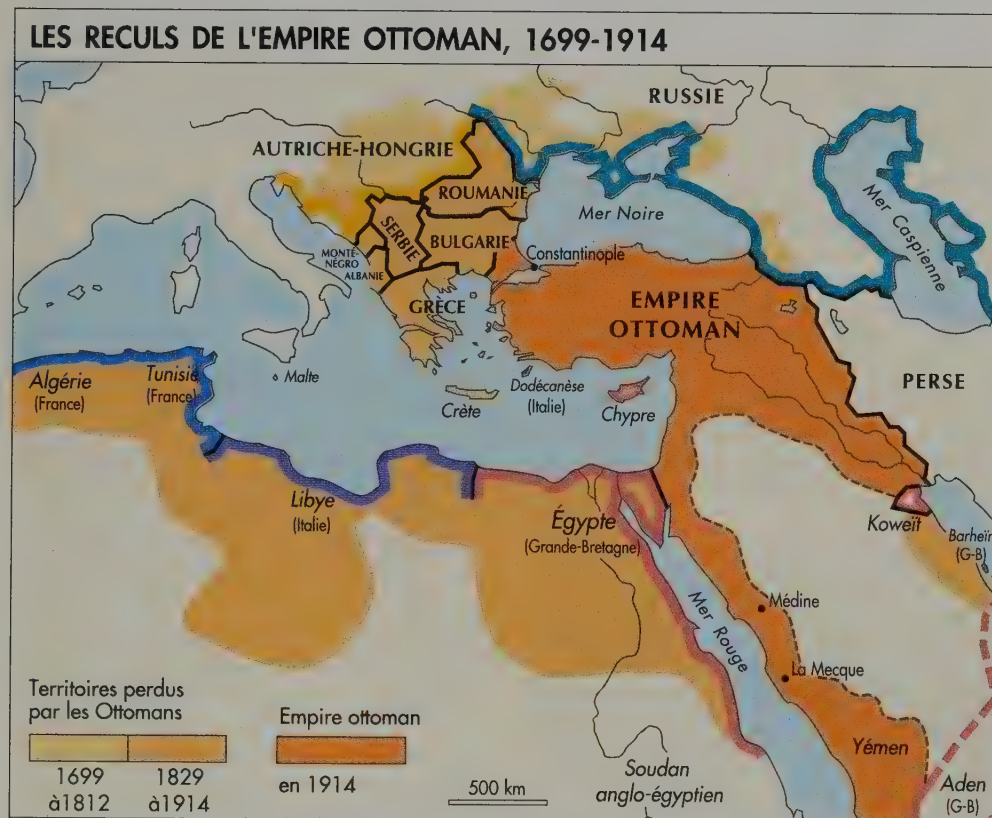 LES RECULS DE L'EMPIRE OTTOMAN, 1699-1914
RUSSIE
AUTRICHE-HONGRIE
ROUMANIE
Mer Noire
Mer Caspienne
SERBIE
BULGARIE
MONTÉ-
NÉGRO
ALBANIE
Constantinople
GRÈCE
EMPIRE
OTTOMAN
PERSE
Algérie
(France)
Tunisie
(France)
Malte
Crète
Dodécanèse
(Italie)
Chypre
Libye
(Italie)
Égypte
(Grande-Bretagne)
Koweït
Barheïn
(G-B)
Mer Rouge
Médine
La Mecque
Yémen
Aden
(G-B)
Soudan
anglo-égyptien
Territoires perdus
par les Ottomans
1699
à1812
1829
à1914
Empire ottoman
en 1914
500 km